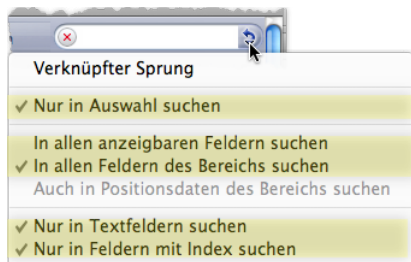 Verknüpfter Sprung
Nur in Auswahl suchen
In allen anzeigbaren Feldern suchen
In allen Feldern des Bereichs suchen
Auch in Positionsdaten des Bereichs suchen
Nur in Textfeldern suchen
Nur in Feldern mit Index suchen